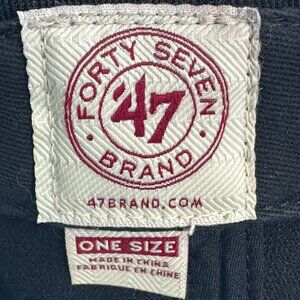 FORTY SEVEN
'47
BRAND
47BRAND.COM
ONE SIZE
MADE IN CHINA
FABRIQUÉ EN CHINE